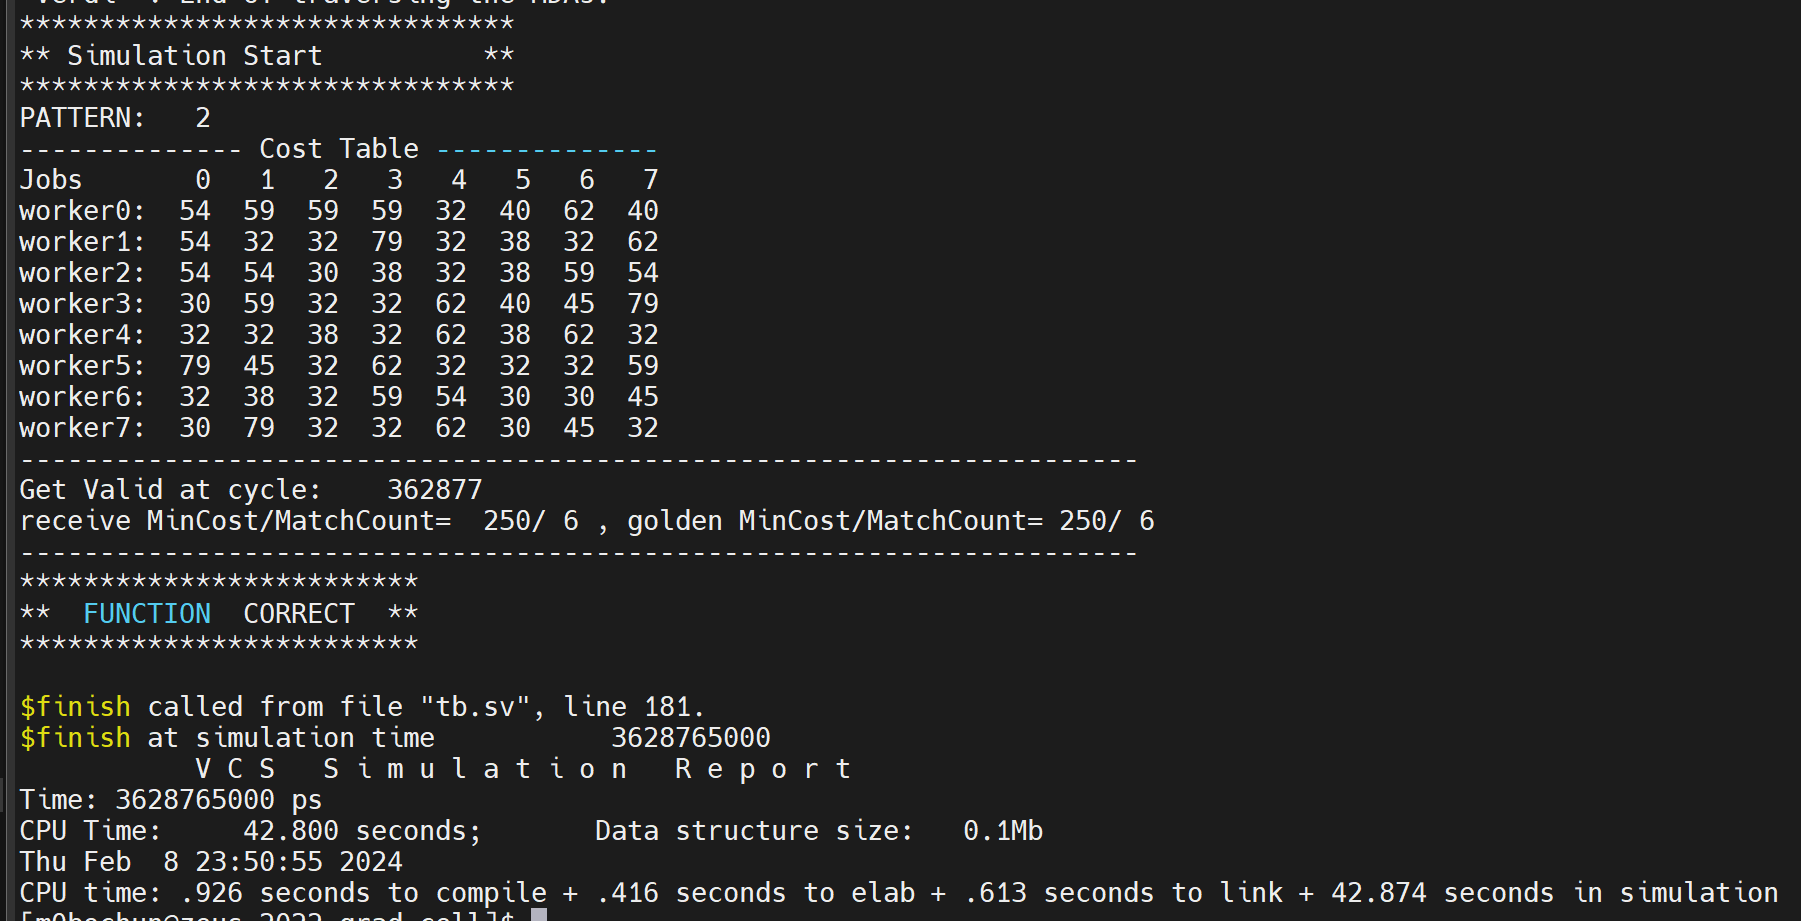 *******************************
** Simulation Start          **
*******************************
PATTERN:   2
-------------- Cost Table --------------
Jobs       0   1   2   3   4   5   6   7
worker0:  54  59  59  59  32  40  62  40
worker1:  54  32  32  79  32  38  32  62
worker2:  54  54  30  38  32  38  59  54
worker3:  30  59  32  32  62  40  45  79
worker4:  32  32  38  32  62  38  62  32
worker5:  79  45  32  62  32  32  32  59
worker6:  32  38  32  59  54  30  30  45
worker7:  30  79  32  32  62  30  45  32
----------------------------------------------------------------------
Get Valid at cycle:    362877
receive MinCost/MatchCount=  250/ 6 , golden MinCost/MatchCount= 250/ 6
----------------------------------------------------------------------
*************************
**  FUNCTION  CORRECT  **
*************************
$finish called from file "tb.sv", line 181.
$finish at simulation time           3628765000
           V C S   S i m u l a t i o n   R e p o r t
Time: 3628765000 ps
CPU Time:     42.800 seconds;       Data structure size:   0.1Mb
Thu Feb  8 23:50:55 2024
CPU time: .926 seconds to compile + .416 seconds to elab + .613 seconds to link + 42.874 seconds in simulation